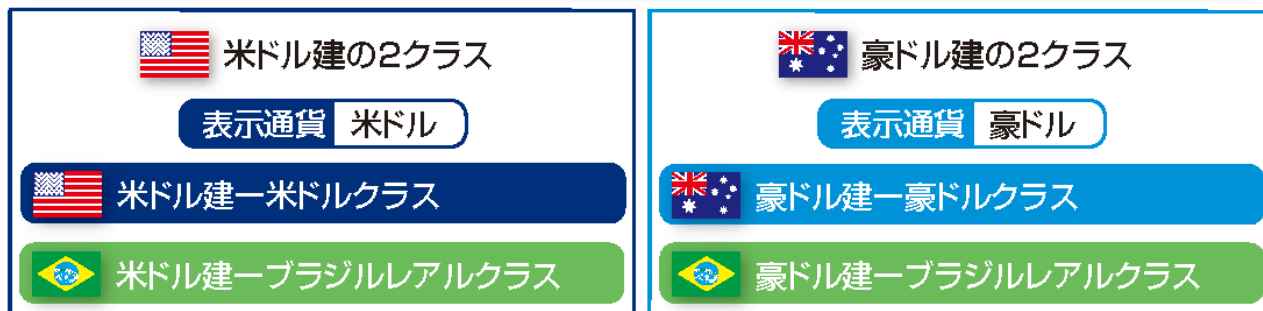 米ドル建の2クラス
表示通貨 米ドル
米ドル建ー米ドルクラス
米ドル建ーブラジルレアルクラス
豪ドル建の2クラス
表示通貨 豪ドル
豪ドル建ー豪ドルクラス
豪ドル建ーブラジルレアルクラス